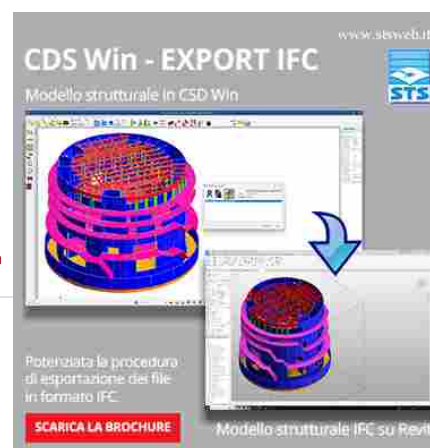 www.stsweb.it
CDS Win - EXPORT IFC
STS
Modello strutturale in CSD Win
Potenziata la procedura
di esportazione dei file
in formato IFC.
SCARICA LA BROCHURE
Modello strutturale IFC su Revit